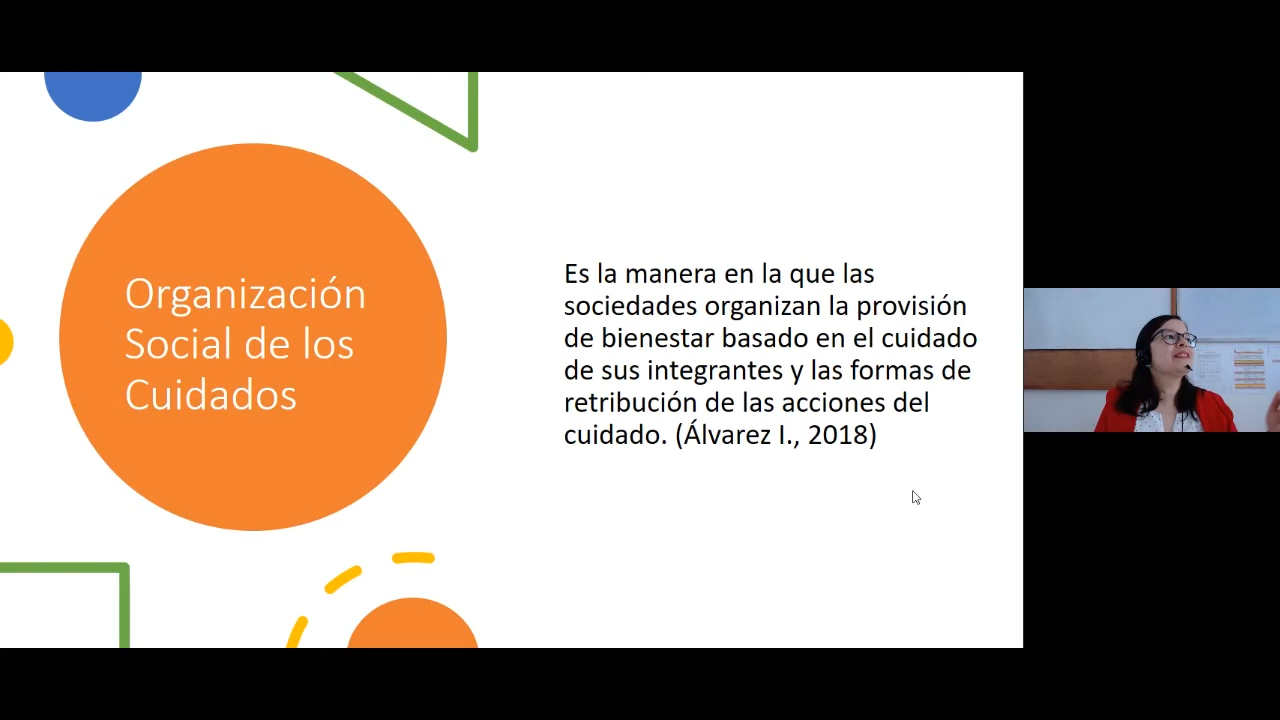 Organización
Social de los
Cuidados
Es la manera en la que las
sociedades organizan la provisión
de bienestar basado en el cuidado
de sus integrantes y las formas de
retribución de las acciones del
cuidado. (Álvarez I., 2018)